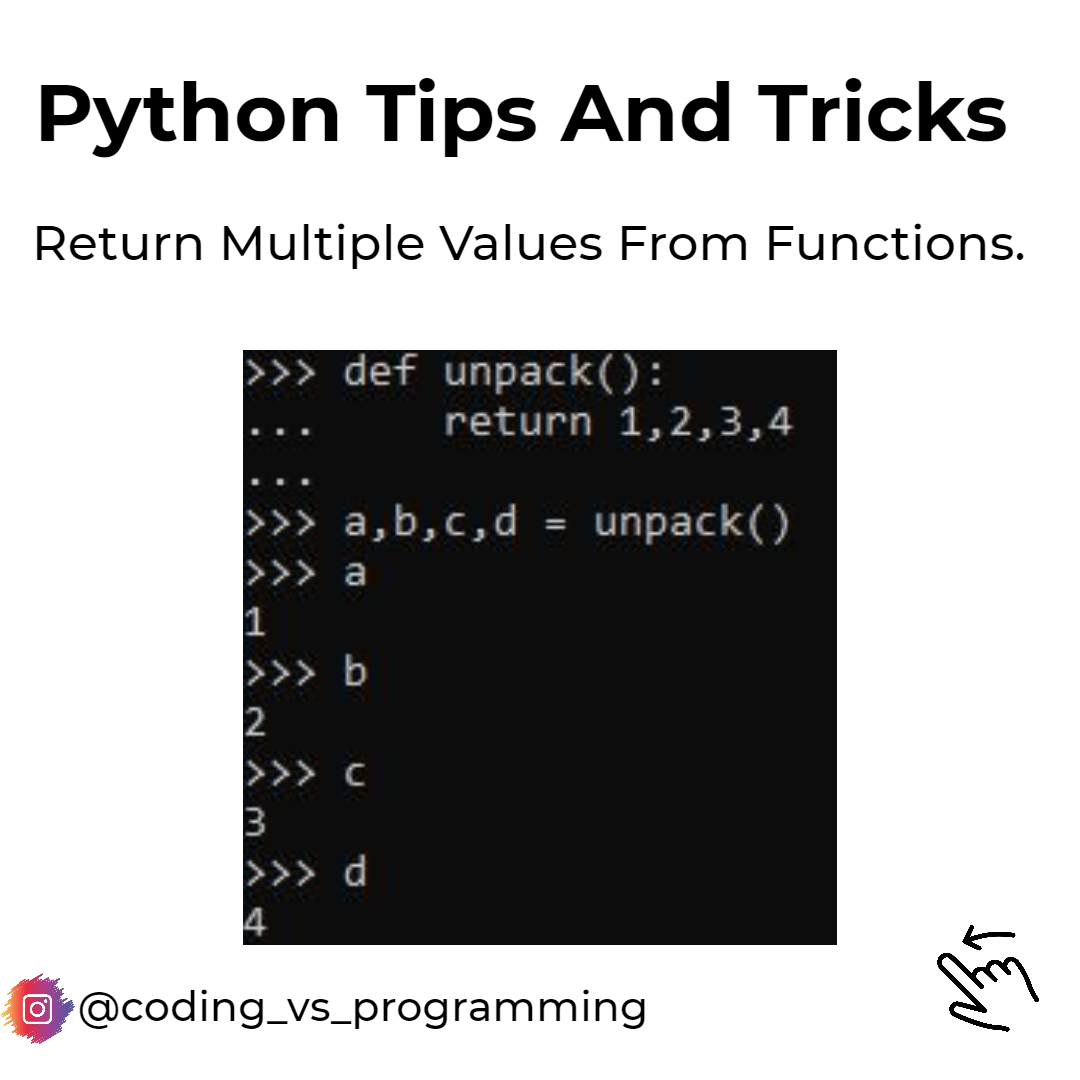 Python Tips And Tricks
Return Multiple Values From Functions.
>>> def unpack():
...     return 1,2,3,4
...
>>> a,b,c,d = unpack()
>>> a
1
>>> b
2
>>> c
3
>>> d
4
@coding_vs_programming